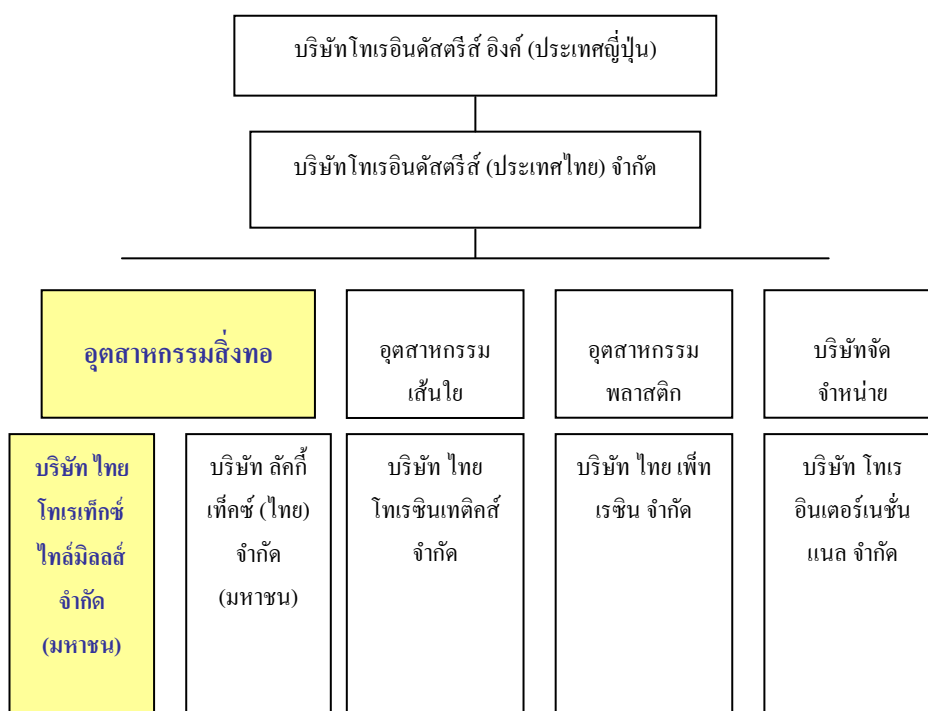 บริษัทโทเรอินดัสตรีส์ อิงค์ (ประเทศญี่ปุ่น)
บริษัทโทเรอินดัสตรีส์ (ประเทศไทย) จำกัด
อุตสาหกรรมสิ่งทอ
อุตสาหกรรม
เส้นใย
อุตสาหกรรม
พลาสติก
บริษัทจัด
จำหน่าย
บริษัท ไทย
โทเรเท็กซ์
ไทล์มิลลส์
จำกัด
(มหาชน)
บริษัท ลัคกี้
เท็คซ์ (ไทย)
จำกัด
(มหาชน)
บริษัท ไทย
โทเรซินเทติคส์
จำกัด
บริษัท ไทย เพ็ท
เรซิน จำกัด
บริษัท โทเร
อินเตอร์เนชั่น
แนล จำกัด